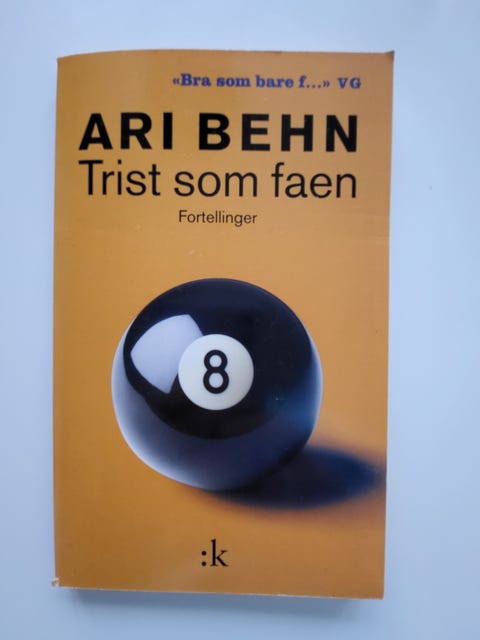 «Bra som bare f...» VG
ARI BEHN
Trist som faen
Fortellinger
8
:k